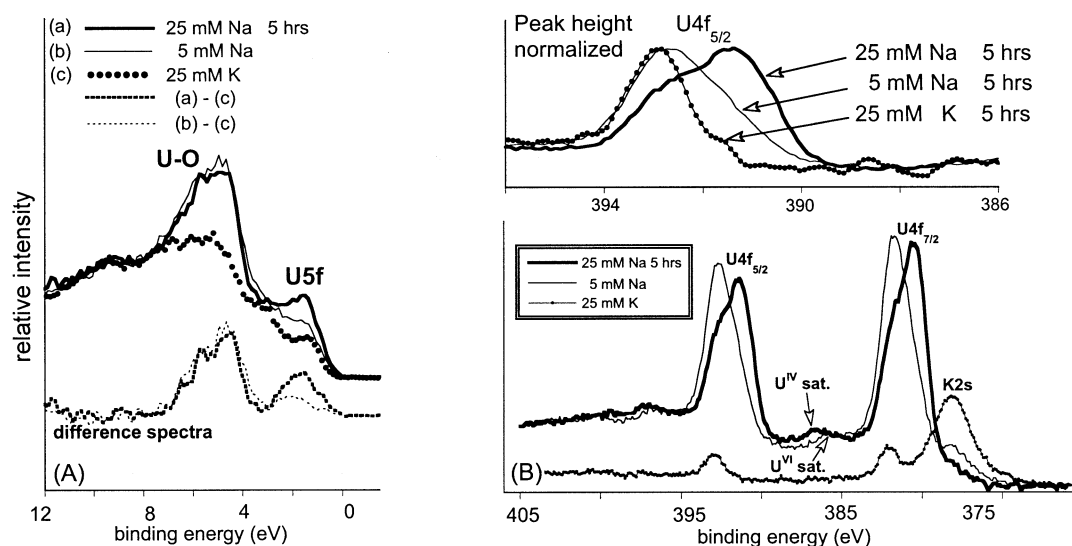 (a) 25 mM Na 5 hrs
(b) 5 mM Na
(c) 25 mM K
(a) - (c)
(b) - (c)
U-O
U5f
relative intensity
difference spectra
(A)
12 8 4 0
binding energy (eV)
Peak height
normalized
U4f5/2
25 mM Na 5 hrs
5 mM Na 5 hrs
25 mM K 5 hrs
394 390 386
25 mM Na 5 hrs
5 mM Na
25 mM K
U4f5/2
U4f7/2
UIV
sat.
UVI sat.
K2s
(B)
405 395 385 375
binding energy (eV)